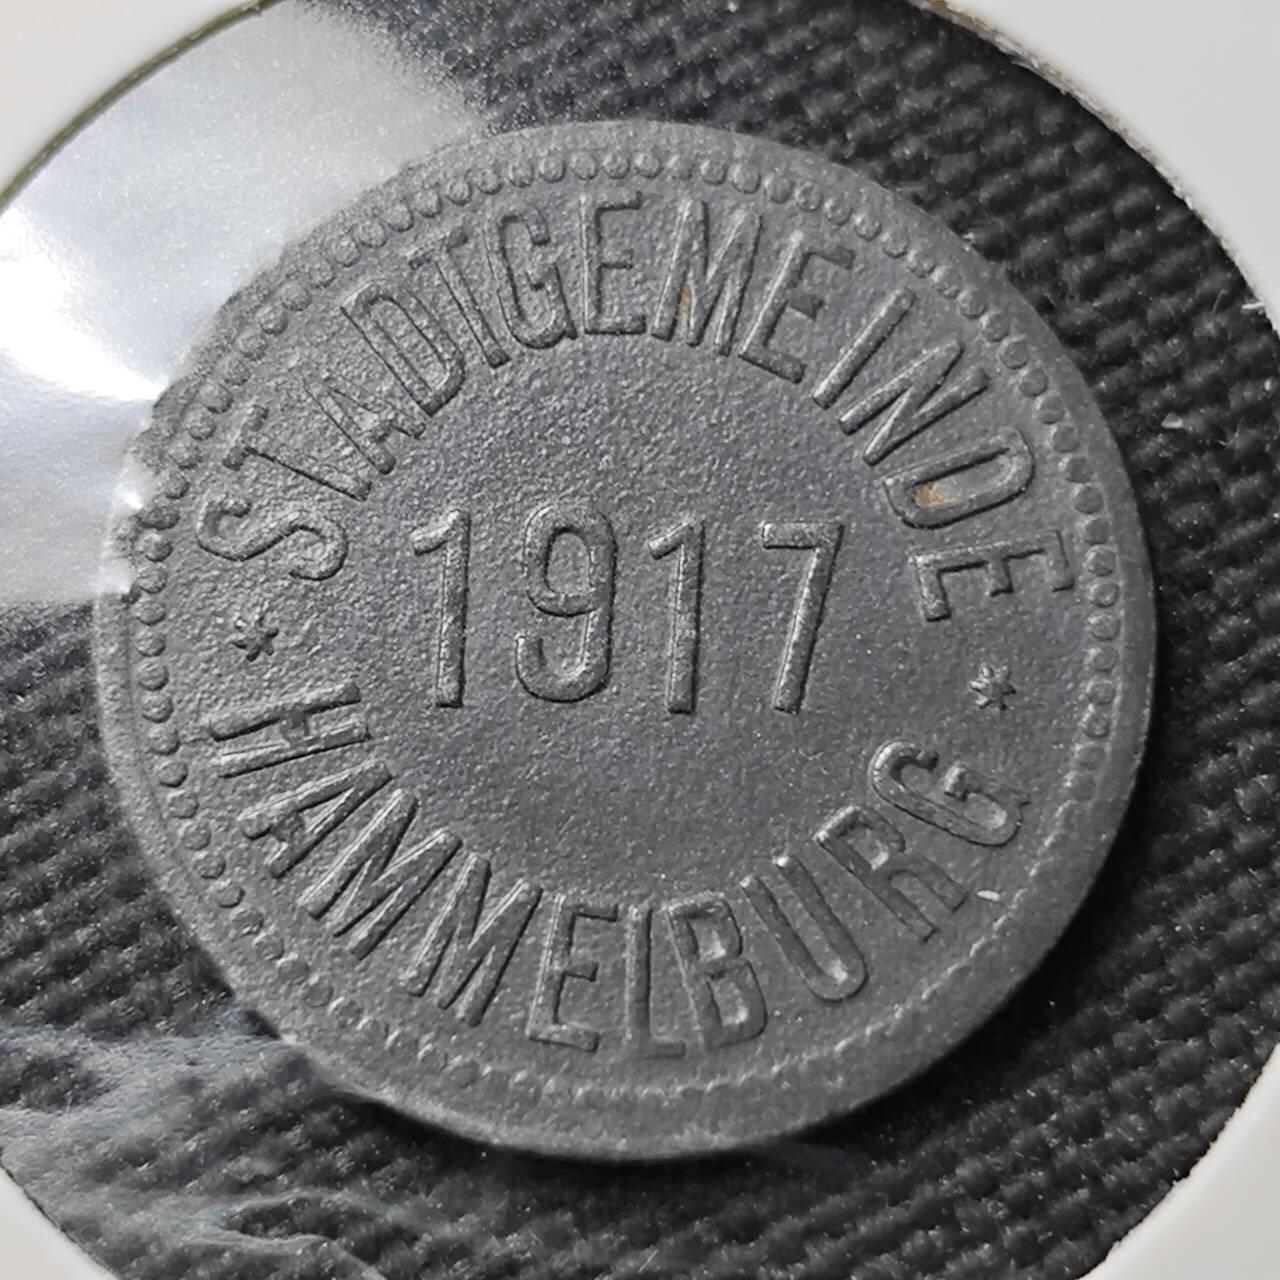 STADTGEMEINDE
1917
* HAMMELBURG *